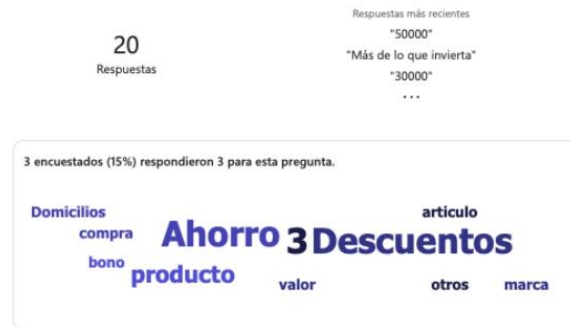 20
Respuestas
Respuestas más recientes
"50000"
"Más de lo que invierta"
"30000"
...
3 encuestados (15%) respondieron 3 para esta pregunta.
Domicilios
articulo
compra
Ahorro 3 Descuentos
bono
producto
valor
otros
marca